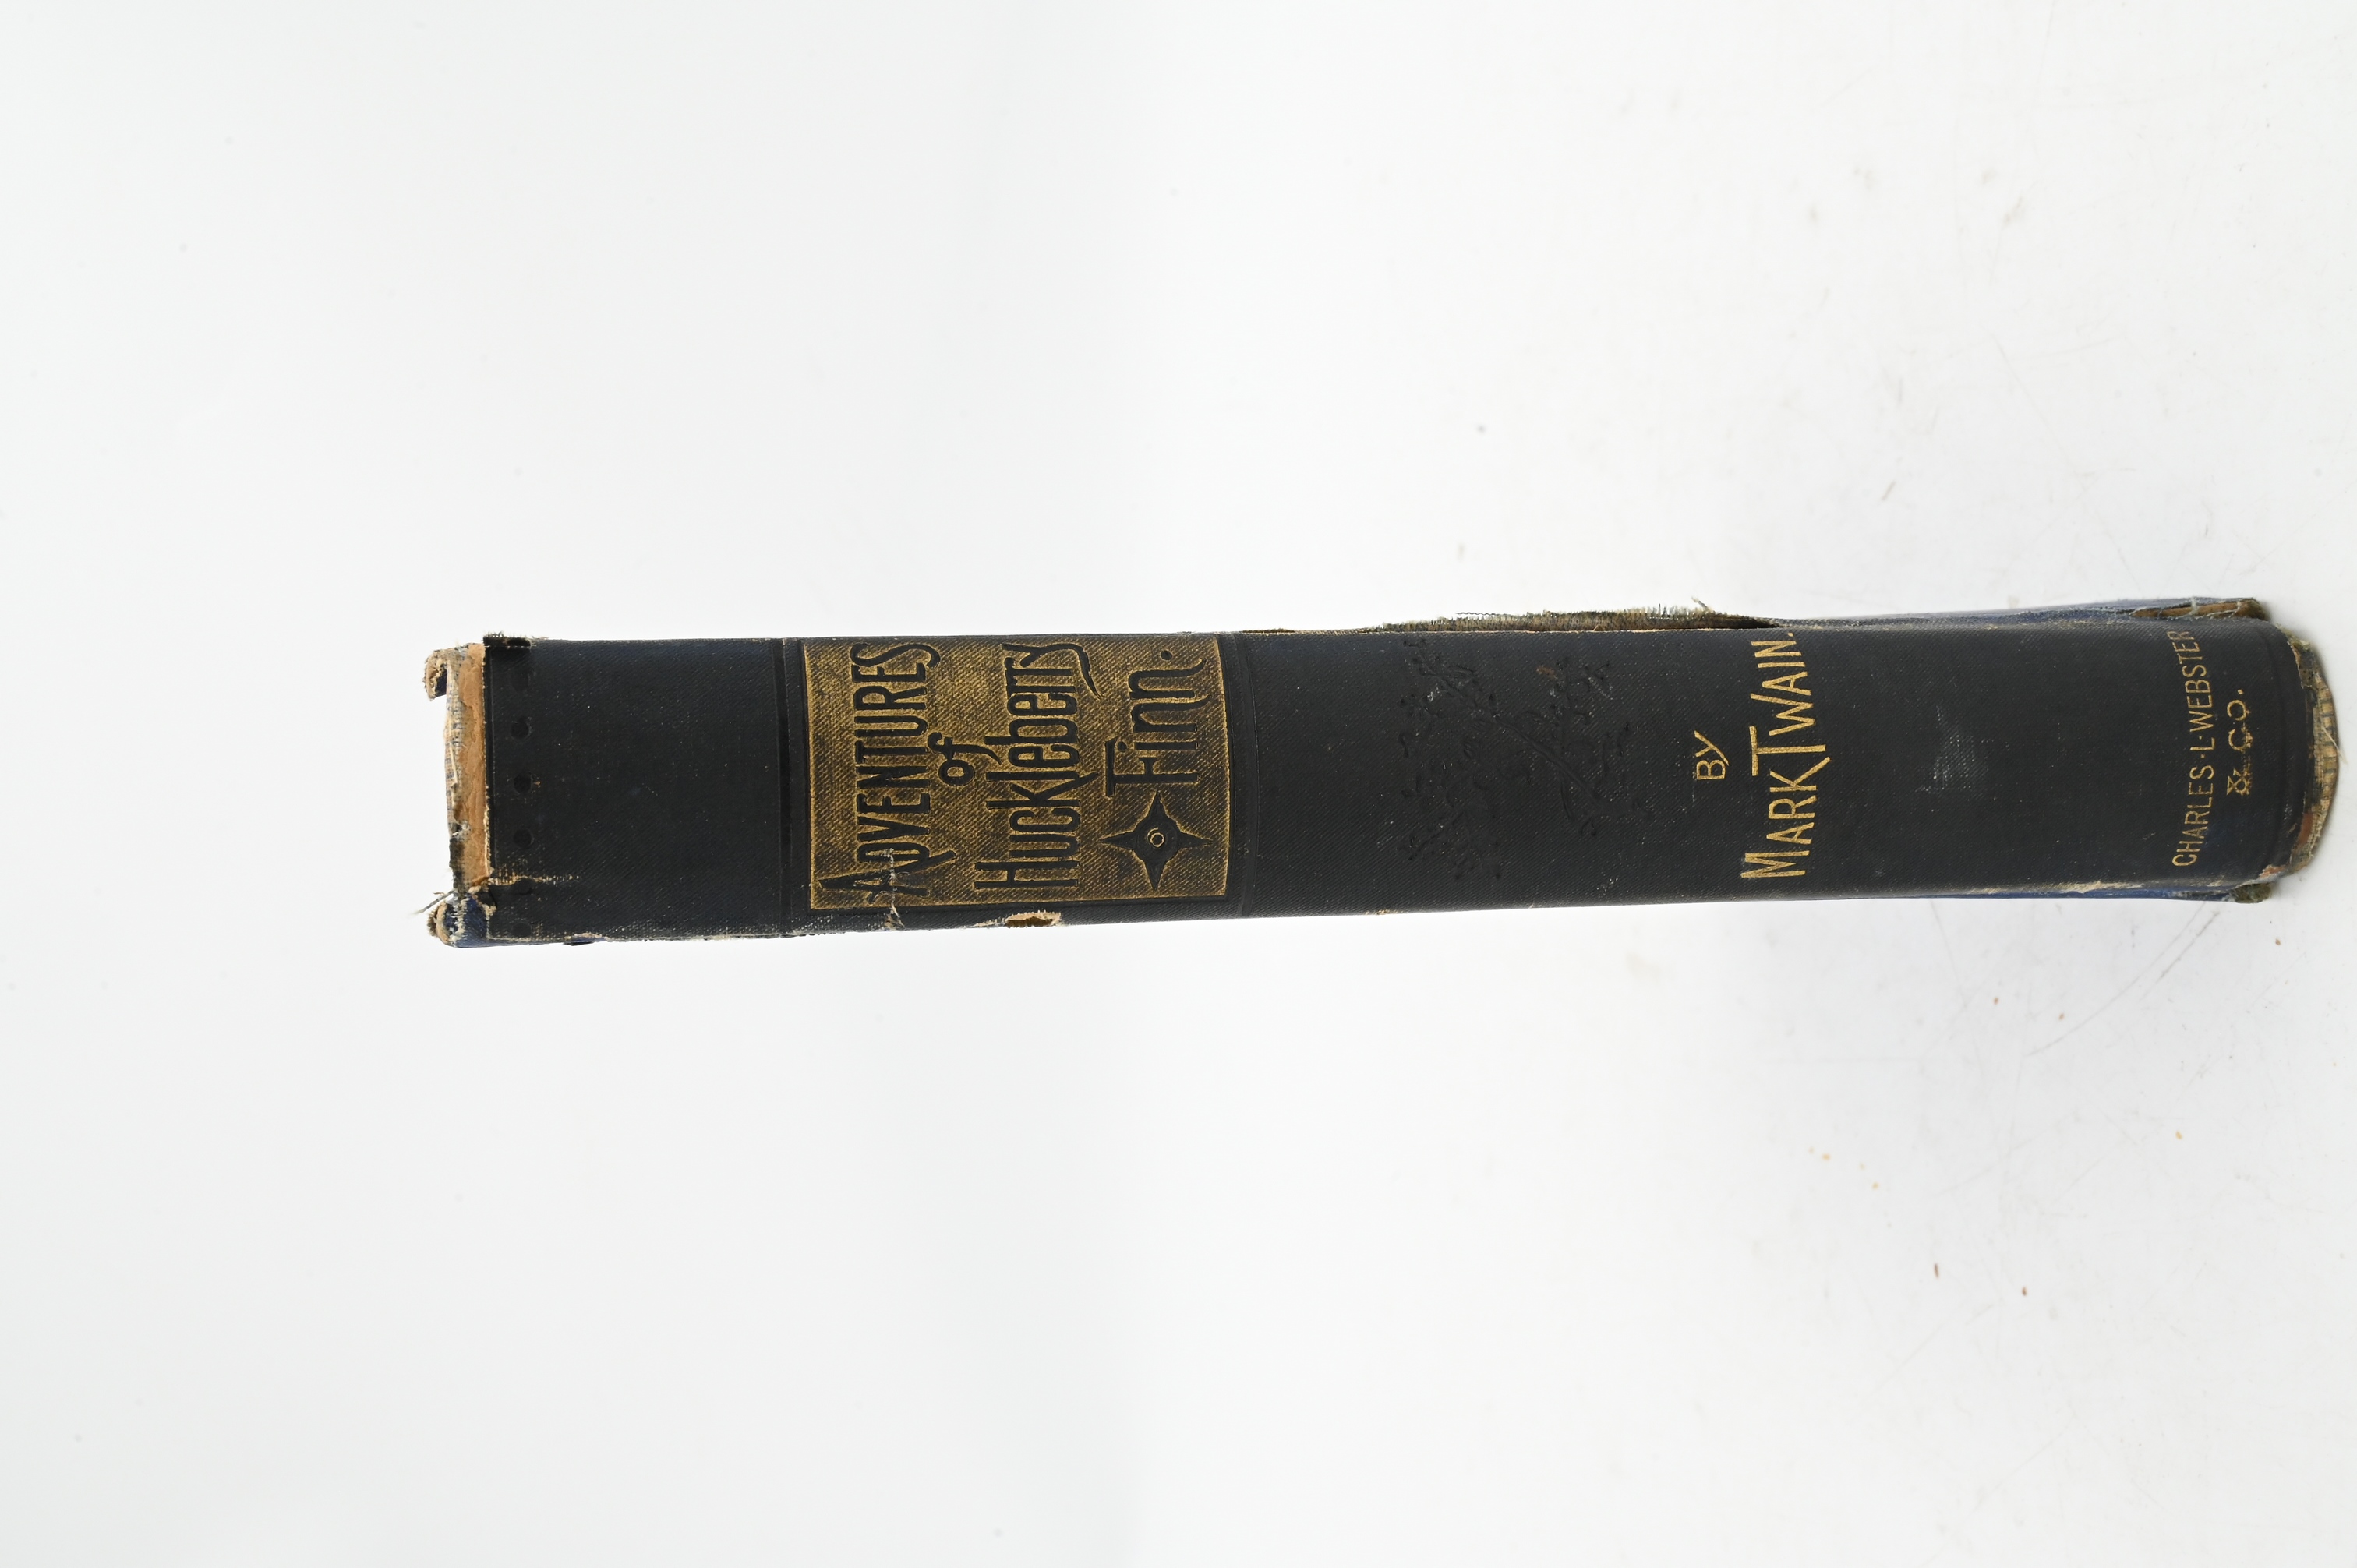 ADVENTURES
of
Huckleberry
Finn.
BY
MARK TWAIN.
CHARLES·L·WEBSTER
& CO.